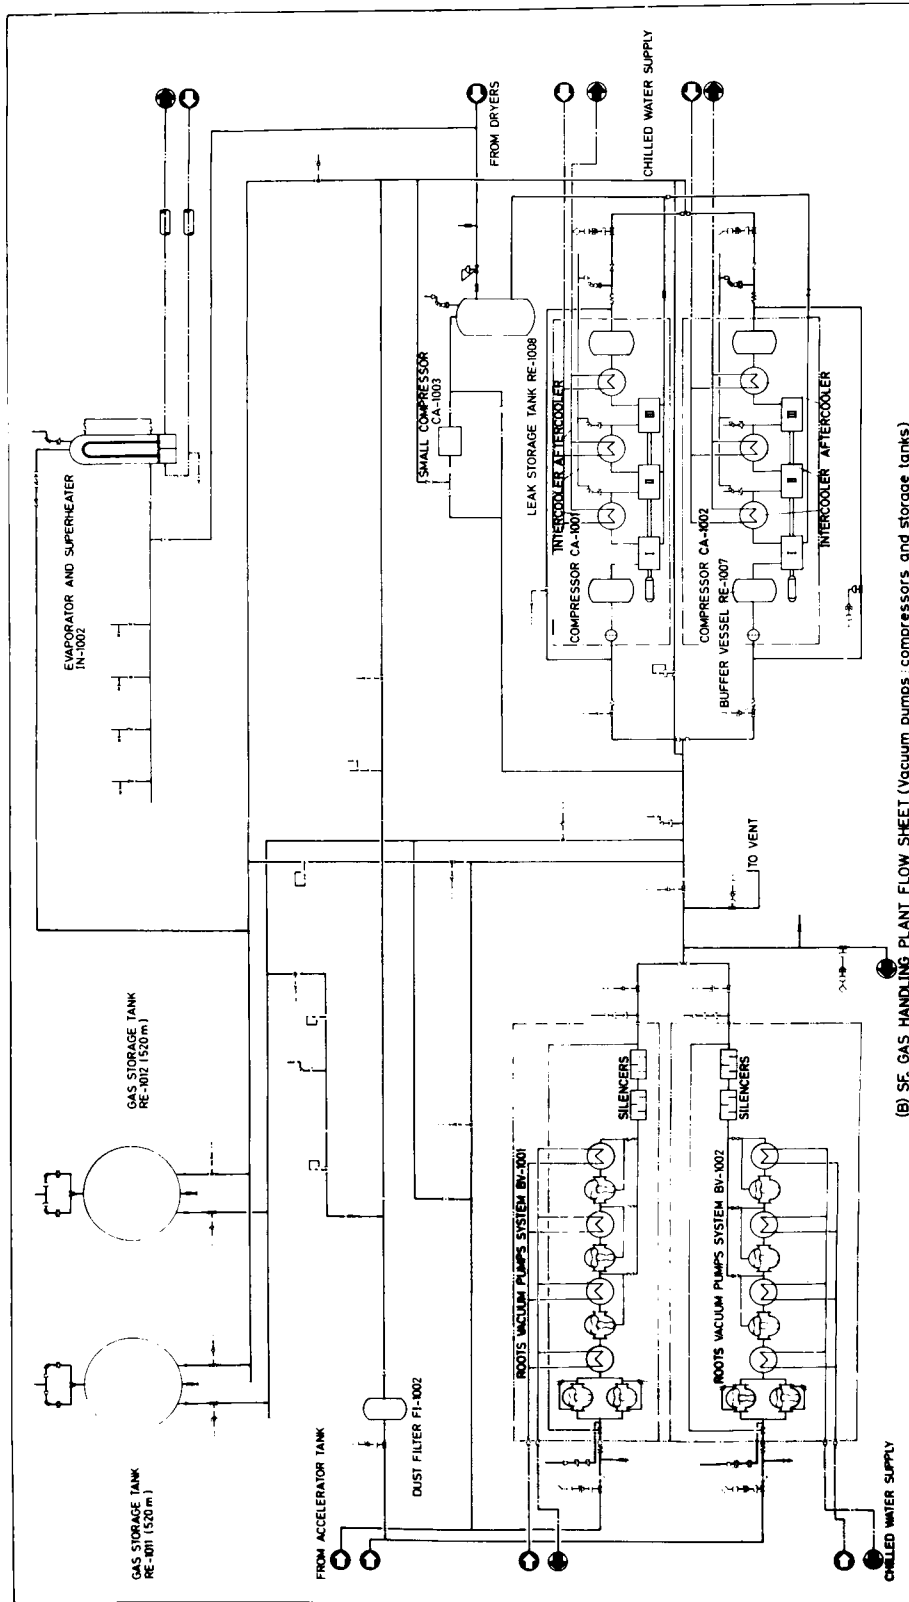 GAS STORAGE TANK
RE-1011 (520 m)
GAS STORAGE TANK
RE-1012 (520 m)
EVAPORATOR AND SUPERHEATER
IN-1002
FROM ACCELERATOR TANK
DUST FILTER FI-1002
SMALL COMPRESSOR
CA-1003
FROM DRYERS
LEAK STORAGE TANK RE-1008
ROOTS VACUUM PUMPS SYSTEM BV-1001
SILENCERS
INTERCOOLER AFTERCOOLER
COMPRESSOR CA-1001
I
II
III
CHILLED WATER SUPPLY
ROOTS VACUUM PUMPS SYSTEM BV-1002
SILENCERS
TO VENT
COMPRESSOR CA-1002
BUFFER VESSEL RE-1007
I
II
III
INTERCOOLER AFTERCOOLER
CHILLED WATER SUPPLY
(B) SF. GAS HANDLING PLANT FLOW SHEET (Vacuum pumps; compressors and storage tanks)